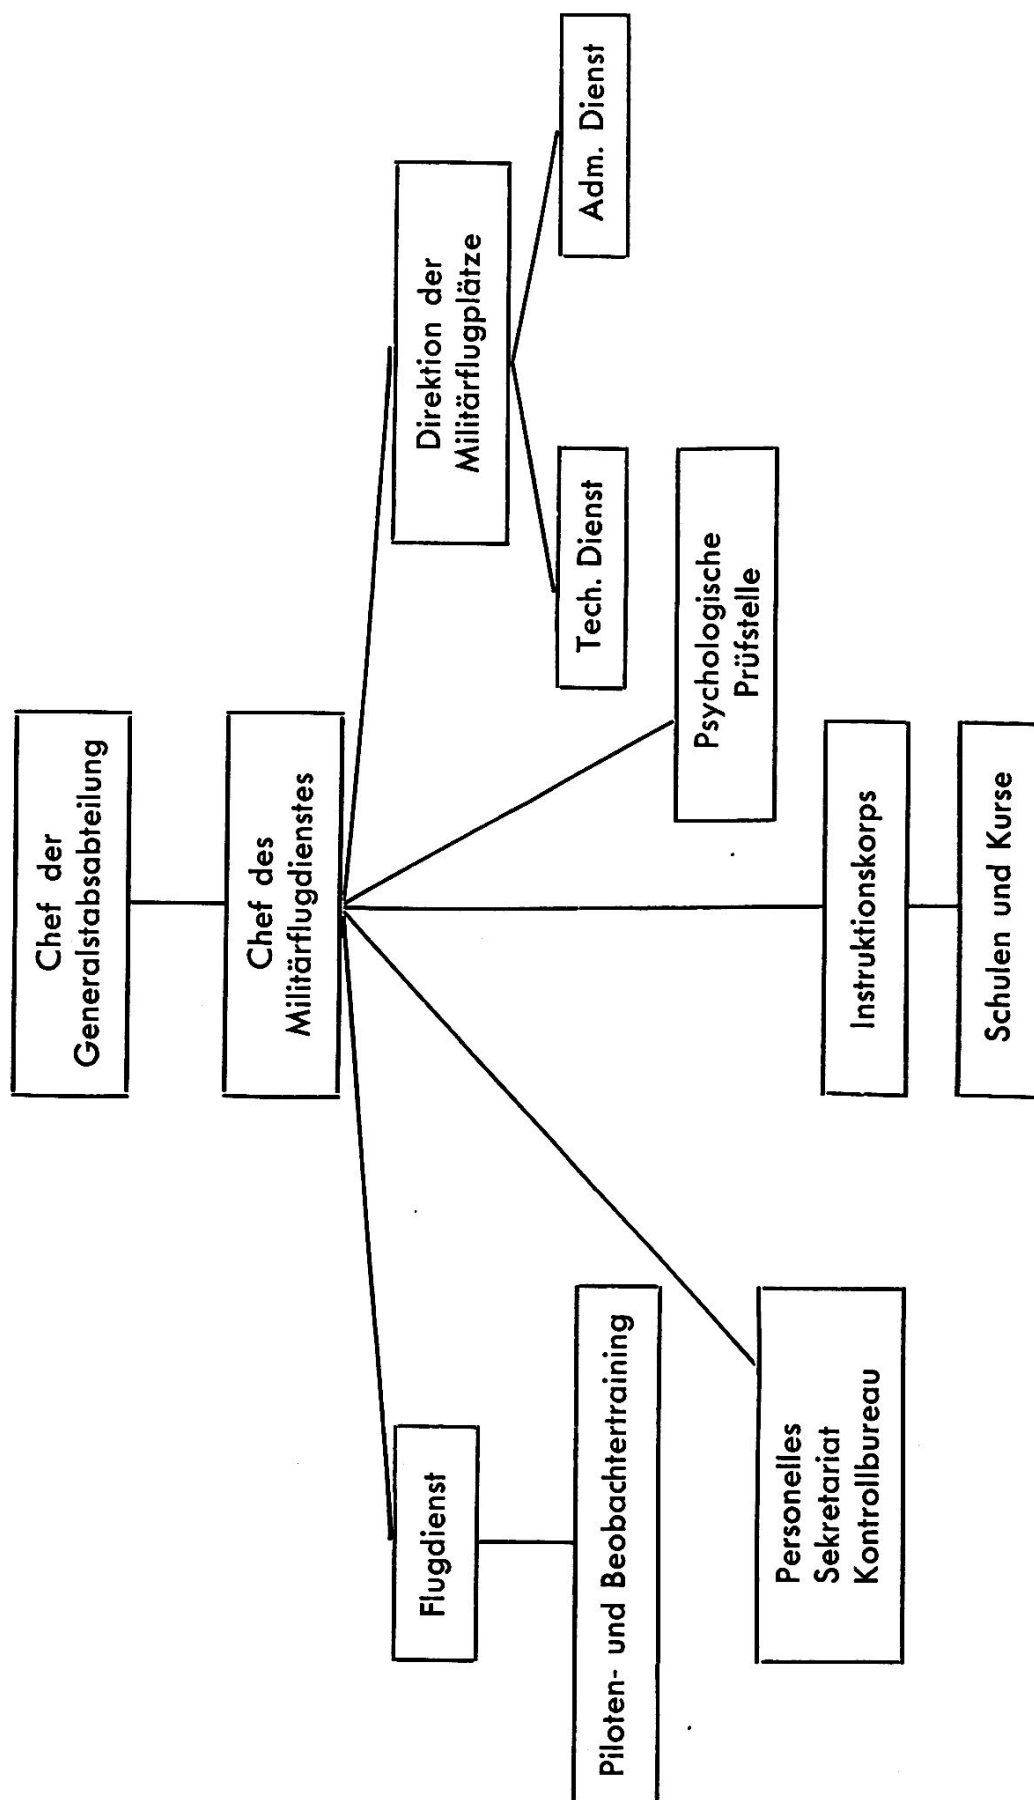 Chef der
Generalstabsabteilung
Chef des
Militärflugdienstes
Flugdienst
Direktion der
Militärflugplätze
Piloten- und Beobachtertraining
Tech. Dienst
Adm. Dienst
Personelles
Sekretariat
Kontrollbureau
Psychologische
Prüfstelle
Instruktionskorps
Schulen und Kurse